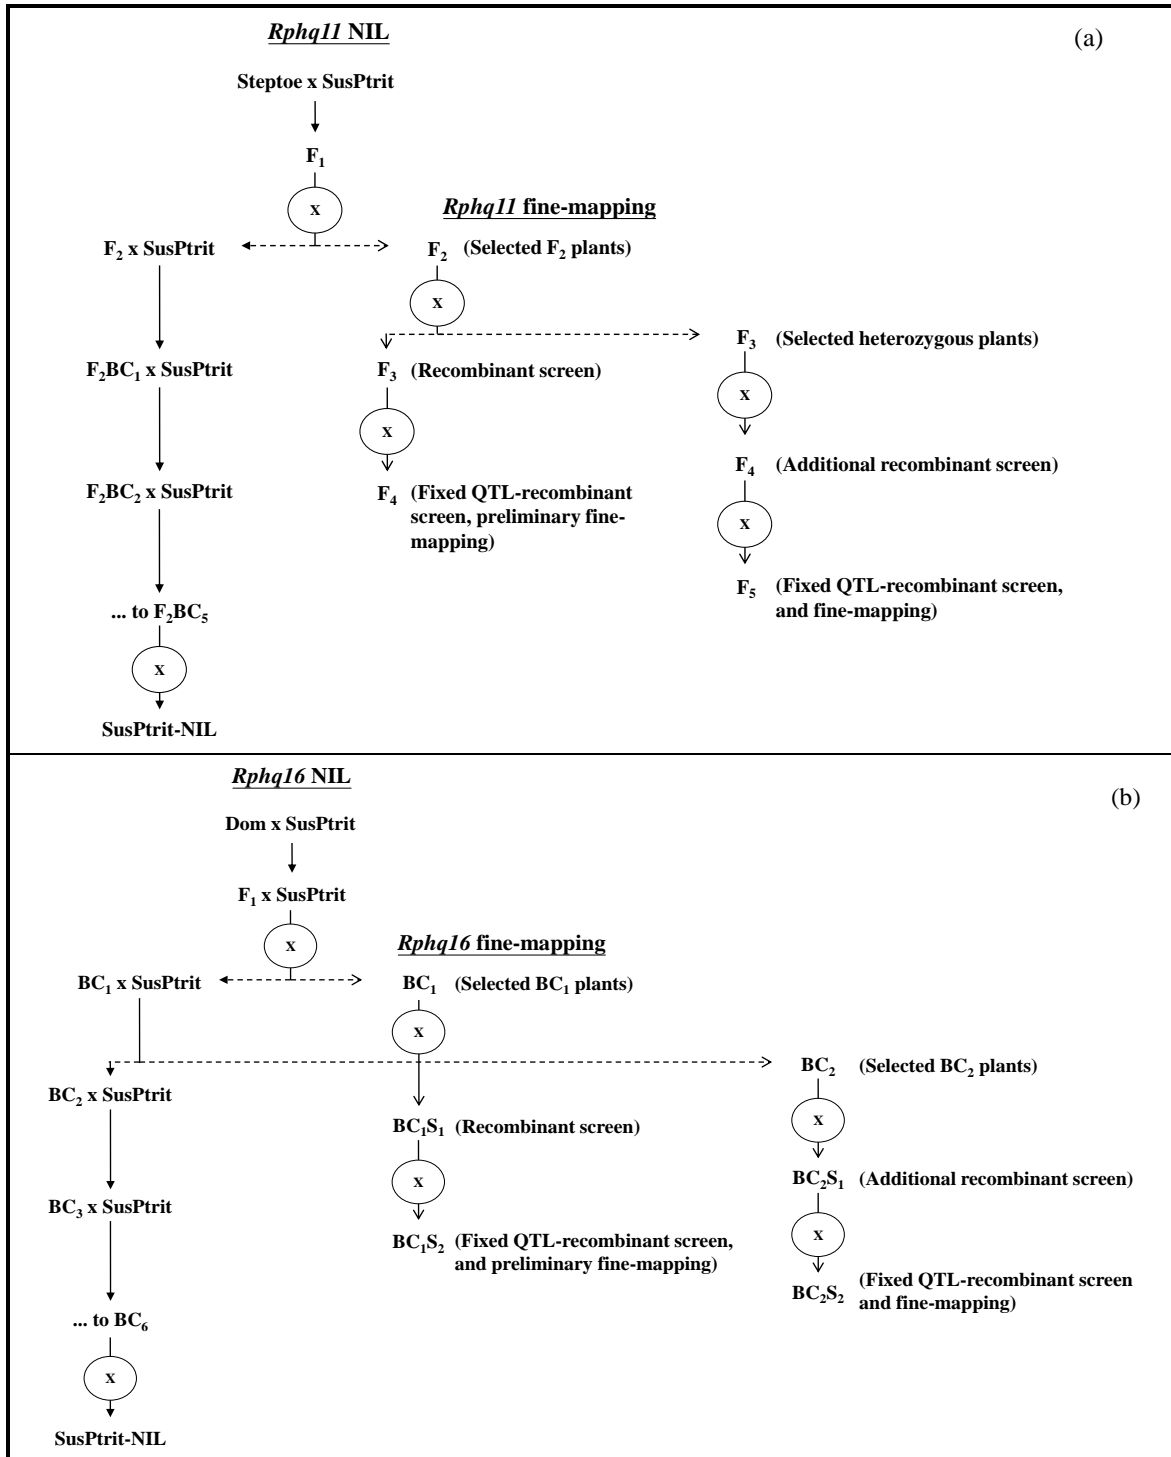 Rphq11 NIL
(a)
Steptoe x SusPtrit
F1
x
Rphq11 fine-mapping
F2 x SusPtrit
F2 (Selected F2 plants)
x
F3 (Selected heterozygous plants)
F2BC1 x SusPtrit
F3 (Recombinant screen)
x
x
F4 (Additional recombinant screen)
F2BC2 x SusPtrit
F4 (Fixed QTL-recombinant
screen, preliminary fine-
mapping)
x
F5 (Fixed QTL-recombinant screen,
and fine-mapping)
... to F2BC5
x
SusPtrit-NIL
Rphq16 NIL
(b)
Dom x SusPtrit
F1 x SusPtrit
x
Rphq16 fine-mapping
BC1 x SusPtrit
BC1 (Selected BC1 plants)
x
BC2 (Selected BC2 plants)
BC2 x SusPtrit
x
BC1S1 (Recombinant screen)
x
BC2S1 (Additional recombinant screen)
BC3 x SusPtrit
x
BC1S2 (Fixed QTL-recombinant screen,
and preliminary fine-mapping)
BC2S2 (Fixed QTL-recombinant screen
and fine-mapping)
... to BC6
x
SusPtrit-NIL